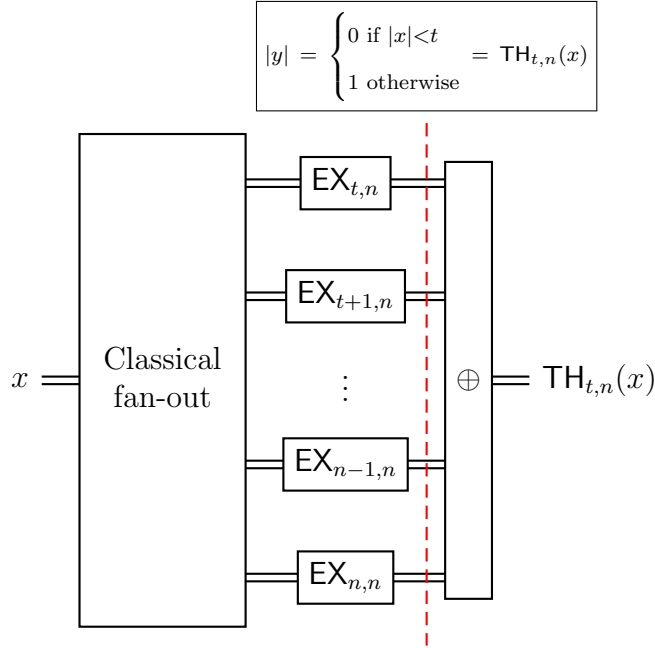 |y| = { 0 if |x|<t
1 otherwise = TH_{t,n}(x)
EX_{t,n}
EX_{t+1,n}
Classical
fan-out
x
⋮
⊕
TH_{t,n}(x)
EX_{n−1,n}
EX_{n,n}